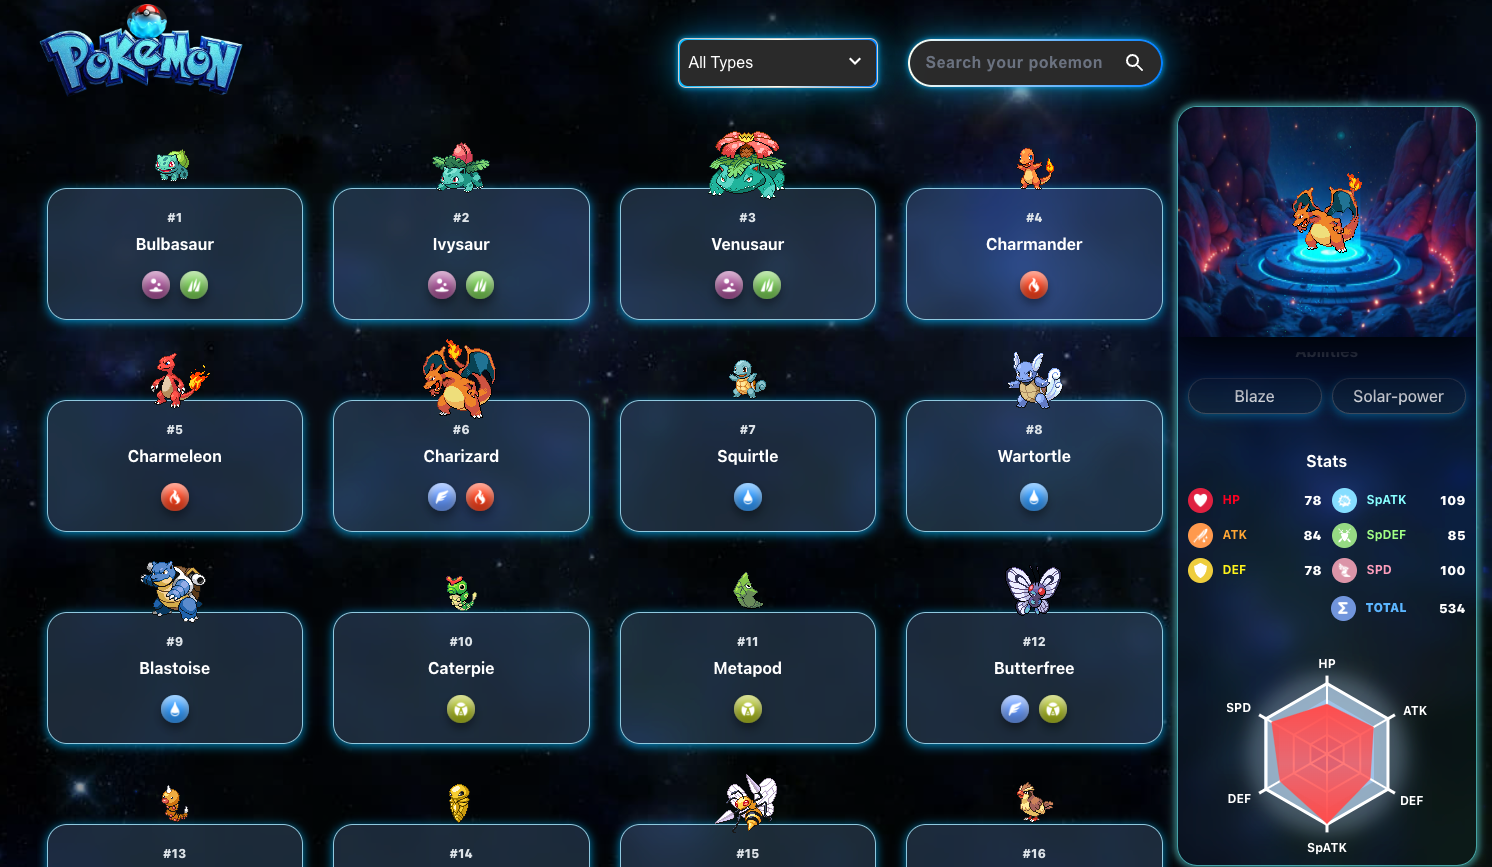 POKéMON
All Types
Search your pokemon
#1
Bulbasaur
#2
Ivysaur
#3
Venusaur
#4
Charmander
#5
Charmeleon
#6
Charizard
#7
Squirtle
#8
Wartortle
#9
Blastoise
#10
Caterpie
#11
Metapod
#12
Butterfree
#13
#14
#15
#16
Abilities
Blaze
Solar-power
Stats
HP 78 SpATK 109
ATK 84 SpDEF 85
DEF 78 SPD 100
Σ TOTAL 534
HP
SPD
ATK
DEF
DEF
SpATK